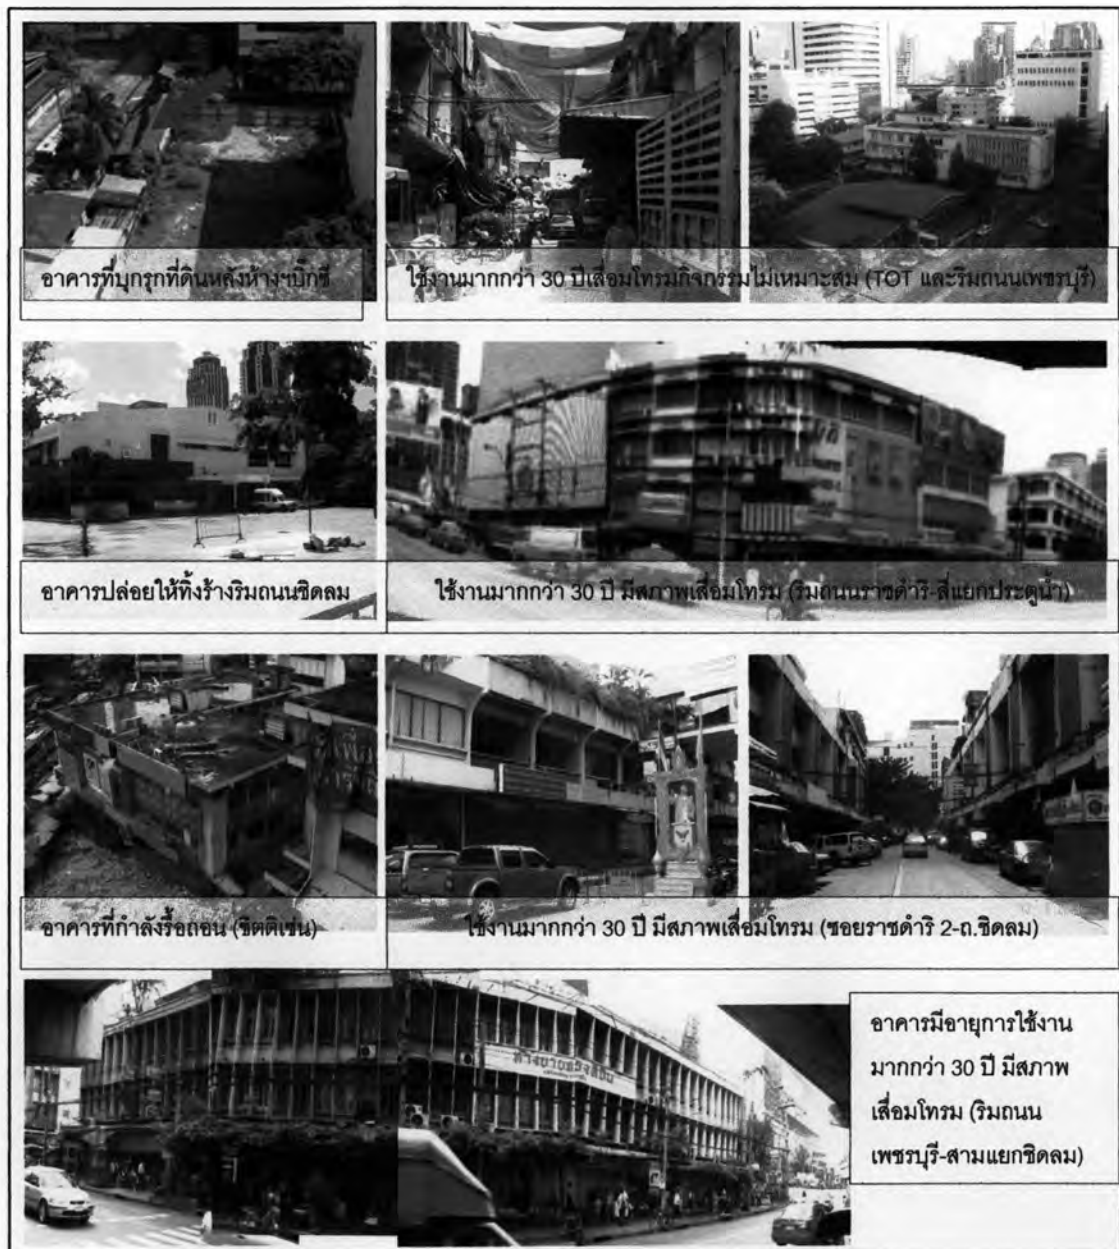 อาคารที่บุกรุกที่ดินหลังห้างฯบิ๊กซี
ใช้งานมากกว่า 30 ปีเสื่อมโทรมกิจกรรมไม่เหมาะสม (TOT และริมถนนเพชรบุรี)
อาคารปล่อยให้ทิ้งร้างริมถนนชิดลม
ใช้งานมากกว่า 30 ปี มีสภาพเสื่อมโทรม (ริมถนนราชดำริ-สี่แยกประตูน้ำ)
อาคารที่กำลังรื้อถอน (ซิตติเซ่น)
ใช้งานมากกว่า 30 ปี มีสภาพเสื่อมโทรม (ซอยราชดำริ 2-ถ.ชิดลม)
อาคารมีอายุการใช้งาน
มากกว่า 30 ปี มีสภาพ
เสื่อมโทรม (ริมถนน
เพชรบุรี-สามแยกชิดลม)